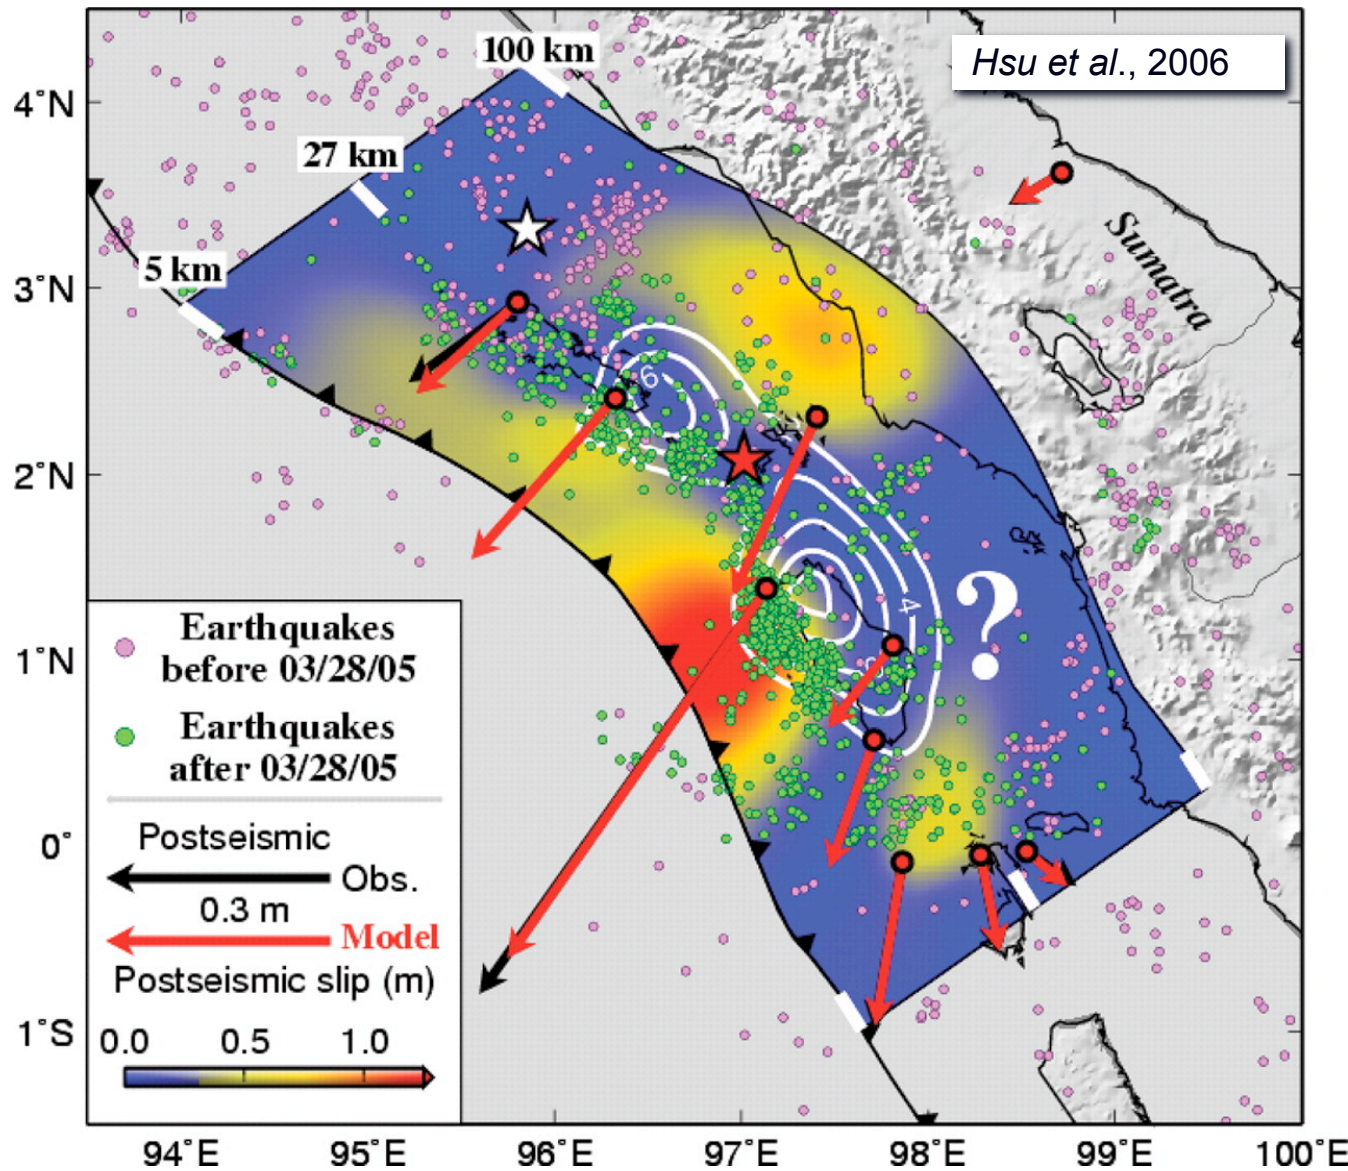 Hsu et al., 2006
100 km
27 km
5 km
4°N
3°N
2°N
1°N
0°
1°S
Sumatra
6
4
?
Earthquakes
before 03/28/05
Earthquakes
after 03/28/05
Postseismic
Obs.
0.3 m
Model
Postseismic slip (m)
0.0 0.5 1.0
94°E 95°E 96°E 97°E 98°E 99°E 100°E